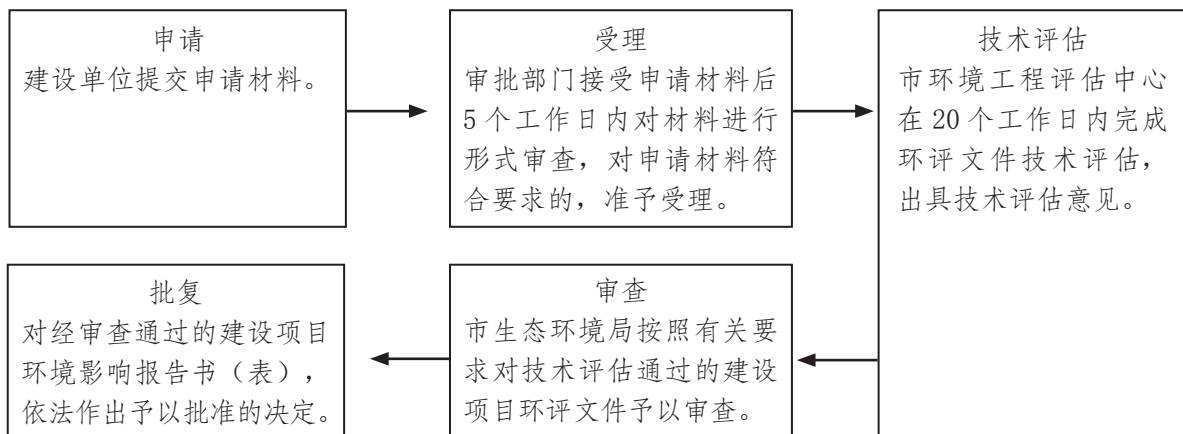 申请
建设单位提交申请材料。
受理
审批部门接受申请材料后
5个工作日内对材料进行
形式审查，对申请材料符
合要求的，准予受理。
技术评估
市环境工程评估中心
在20个工作日内完成
环评文件技术评估，
出具技术评估意见。
审查
市生态环境局按照有关要
求对技术评估通过的建设
项目环评文件予以审查。
批复
对经审查通过的建设项目
环境影响报告书（表），
依法作出予以批准的决定。